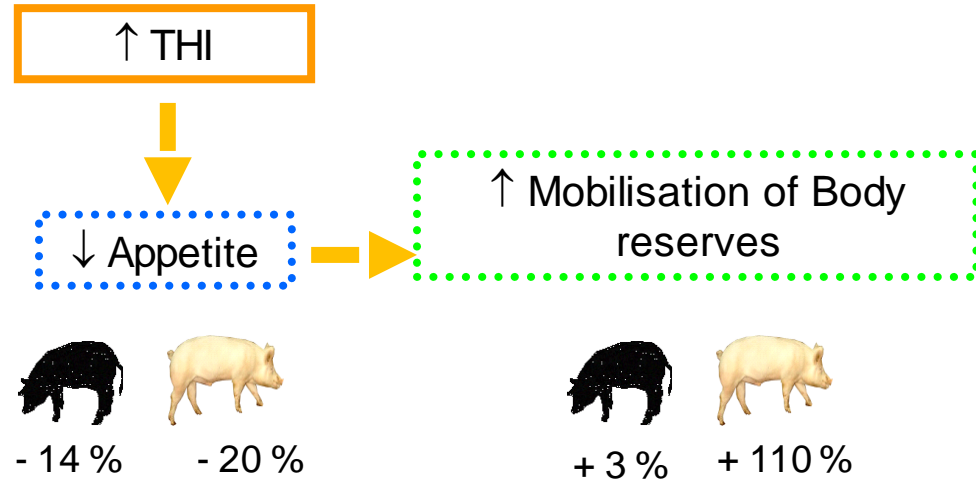 ↑ THI
↓ Appetite
↑ Mobilisation of Body
reserves
- 14 %
- 20 %
+ 3 %
+ 110 %